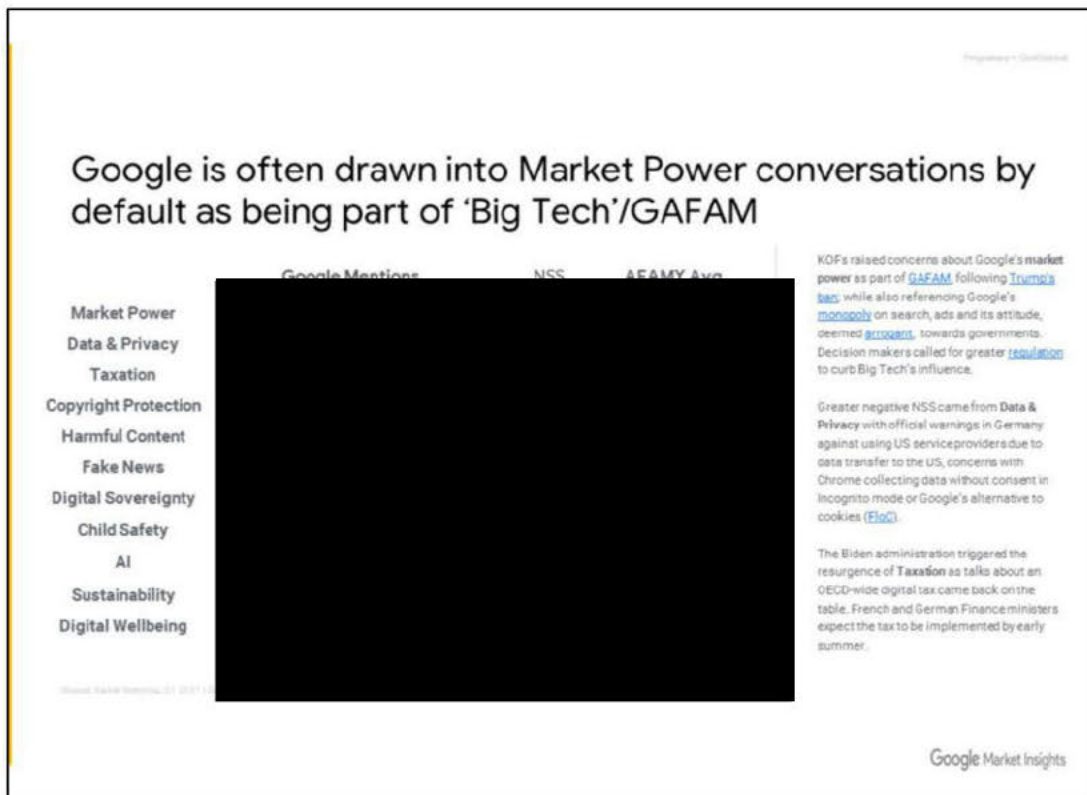 Proprietary + Confidential
Google is often drawn into Market Power conversations by
default as being part of ‘Big Tech’/GAFAM
Google Mentions NSS AFAMY Avg
Market Power
Data & Privacy
Taxation
Copyright Protection
Harmful Content
Fake News
Digital Sovereignty
Child Safety
AI
Sustainability
Digital Wellbeing
KOFs raised concerns about Google's market
power as part of GAFAM, following Trump's
ban; while also referencing Google's
monopoly on search, ads and its attitude,
deemed arrogant, towards governments.
Decision makers called for greater regulation
to curb Big Tech's influence.
Greater negative NSS came from Data &
Privacy with official warnings in Germany
against using US service providers due to
data transfer to the US, concerns with
Chrome collecting data without consent in
Incognito mode or Google's alternative to
cookies (FloC).
The Biden administration triggered the
resurgence of Taxation as talks about an
OECD-wide digital tax came back on the
table. French and German Finance ministers
expect the tax to be implemented by early
summer.
Google Market Insights